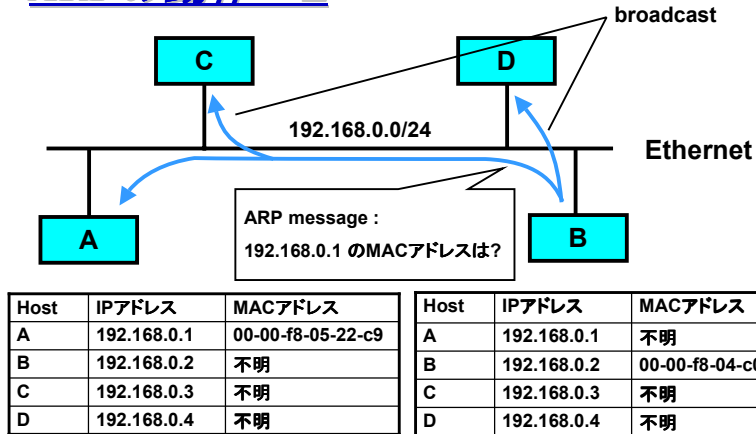 broadcast
C
D
192.168.0.0/24
Ethernet
ARP message :
192.168.0.1 のMACアドレスは?
A
B
Host IPアドレス MACアドレス
A 192.168.0.1 00-00-f8-05-22-c9
B 192.168.0.2 不明
C 192.168.0.3 不明
D 192.168.0.4 不明
Host IPアドレス MACアドレス
A 192.168.0.1 不明
B 192.168.0.2 00-00-f8-04-c
C 192.168.0.3 不明
D 192.168.0.4 不明